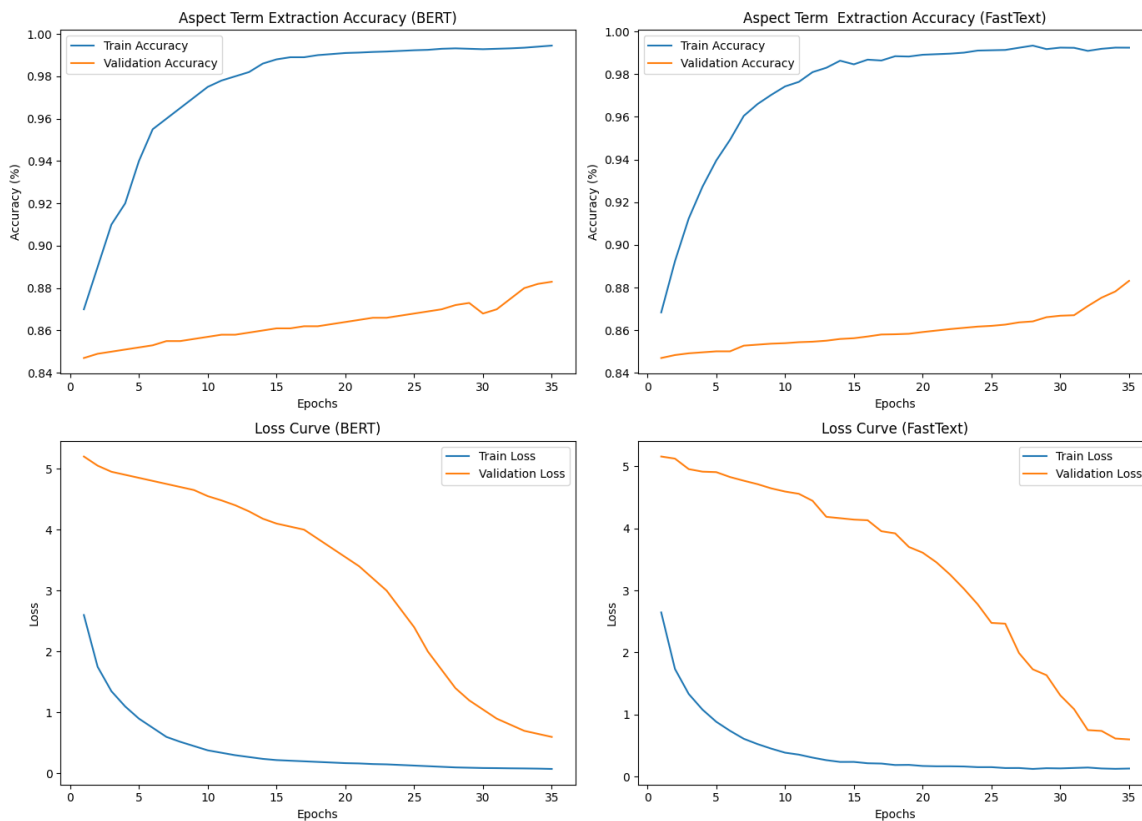 Aspect Term Extraction Accuracy (BERT)
Train Accuracy
Validation Accuracy
1.00
0.98
0.96
0.94
0.92
0.90
0.88
0.86
0.84
Accuracy (%)
0 5 10 15 20 25 30 35
Epochs
Aspect Term  Extraction Accuracy (FastText)
Train Accuracy
Validation Accuracy
1.00
0.98
0.96
0.94
0.92
0.90
0.88
0.86
0.84
Accuracy (%)
0 5 10 15 20 25 30 35
Epochs
Loss Curve (BERT)
Train Loss
Validation Loss
5
4
3
2
1
0
Loss
0 5 10 15 20 25 30 35
Epochs
Loss Curve (FastText)
Train Loss
Validation Loss
5
4
3
2
1
0
Loss
0 5 10 15 20 25 30 35
Epochs